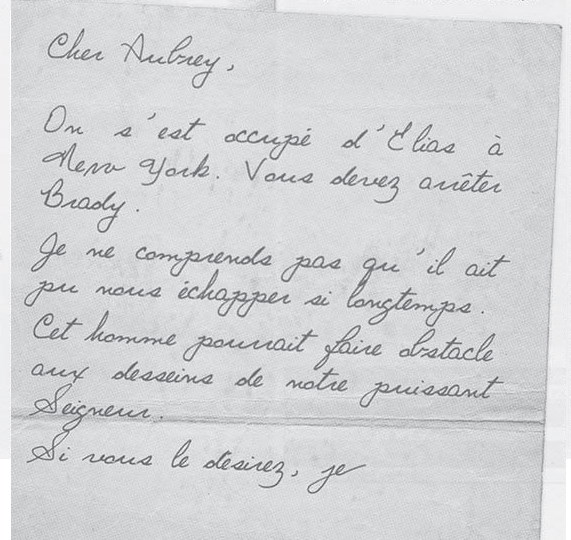 Cher Aubrey,
On s'est occupé d'Elias à
New York. Vous devez arrêter
Brady.
Je ne comprends pas qu'il ait
pu nous échapper si longtemps.
Cet homme pourrait faire obstacle
aux desseins de notre puissant
Seigneur.
Si vous le désirez, je